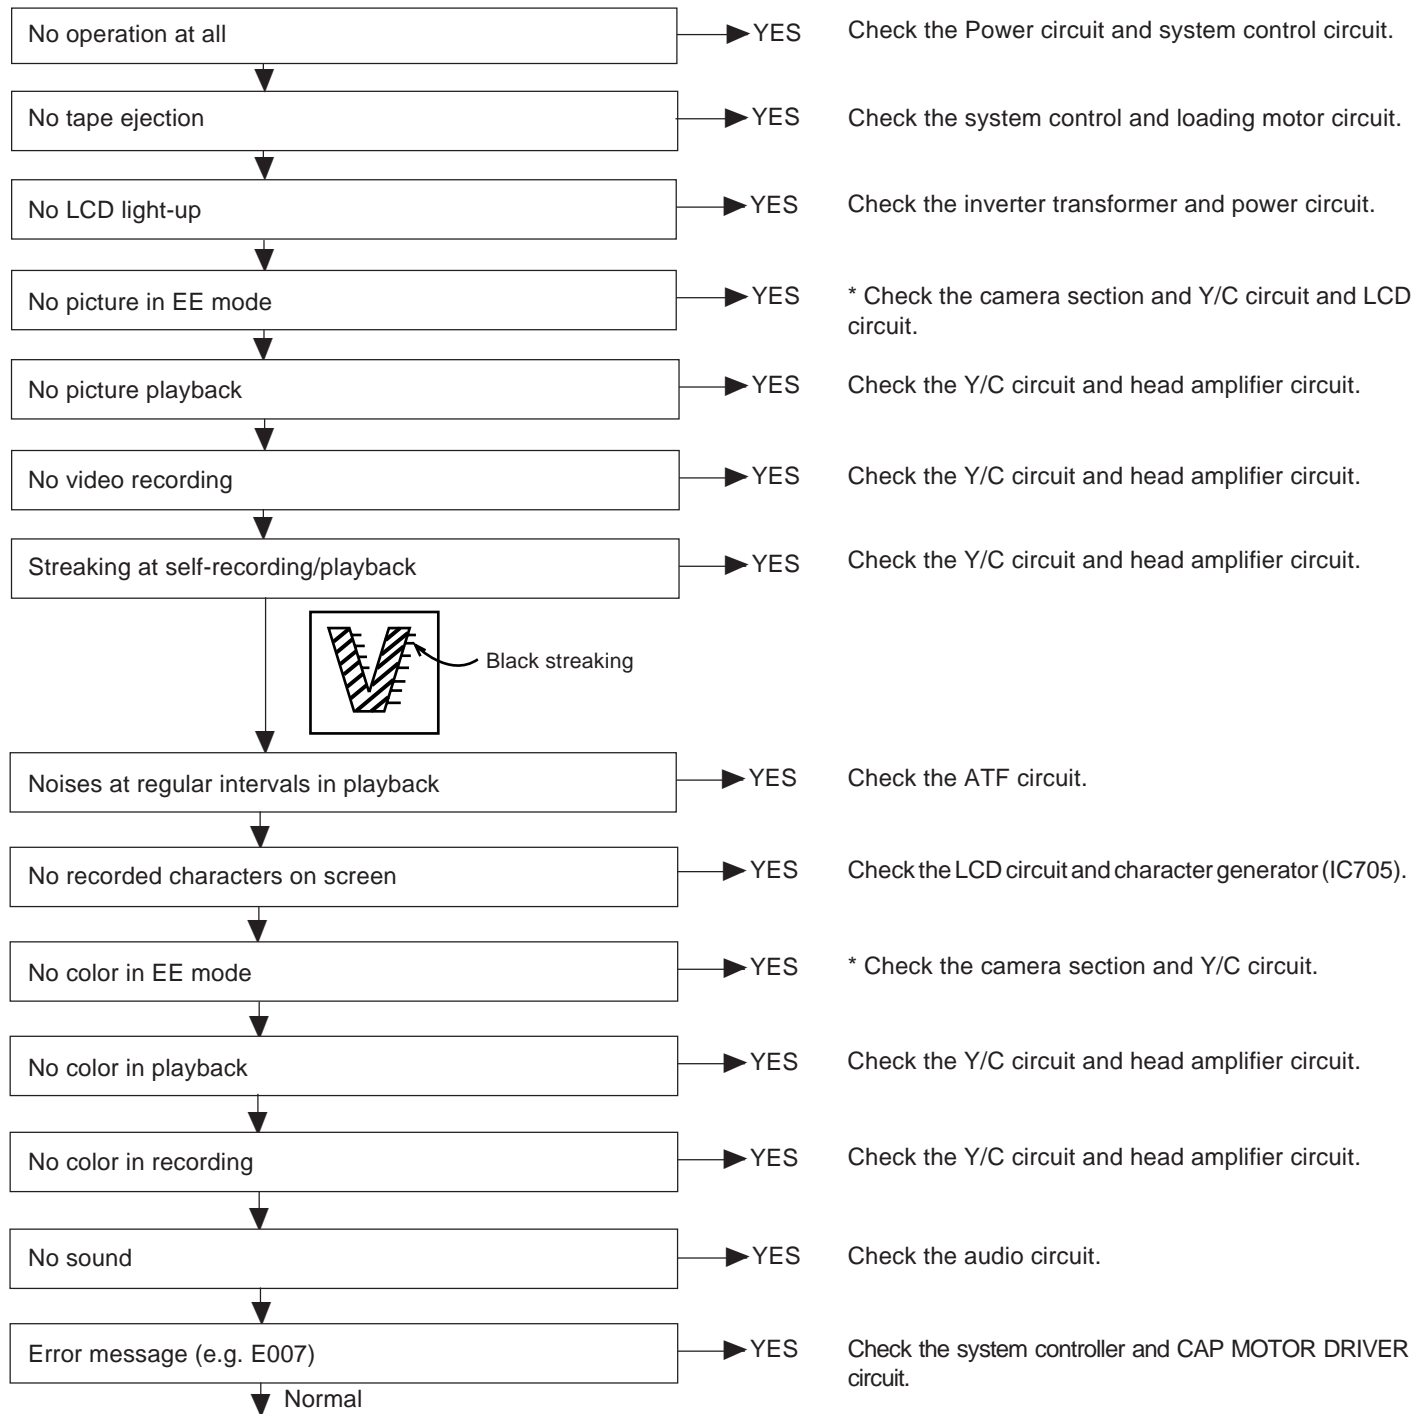 No operation at all
YES
Check the Power circuit and system control circuit.
No tape ejection
YES
Check the system control and loading motor circuit.
No LCD light-up
YES
Check the inverter transformer and power circuit.
No picture in EE mode
YES
* Check the camera section and Y/C circuit and LCD
circuit.
No picture playback
YES
Check the Y/C circuit and head amplifier circuit.
No video recording
YES
Check the Y/C circuit and head amplifier circuit.
Streaking at self-recording/playback
YES
Check the Y/C circuit and head amplifier circuit.
V
Black streaking
Noises at regular intervals in playback
YES
Check the ATF circuit.
No recorded characters on screen
YES
Check the LCD circuit and character generator (IC705).
No color in EE mode
YES
* Check the camera section and Y/C circuit.
No color in playback
YES
Check the Y/C circuit and head amplifier circuit.
No color in recording
YES
Check the Y/C circuit and head amplifier circuit.
No sound
YES
Check the audio circuit.
Error message (e.g. E007)
YES
Check the system controller and CAP MOTOR DRIVER
circuit.
Normal